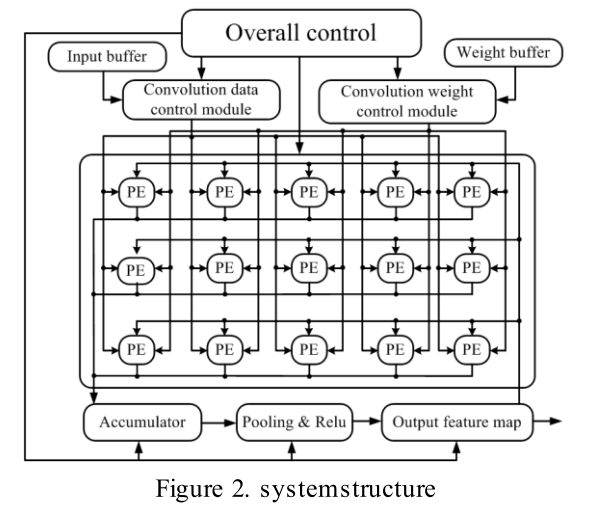 Overall control
Input buffer
Weight buffer
Convolution data
control module
Convolution weight
control module
PE PE PE PE PE
PE PE PE PE PE
PE PE PE PE PE
Accumulator
Pooling & Relu
Output feature map
Figure 2. systemstructure